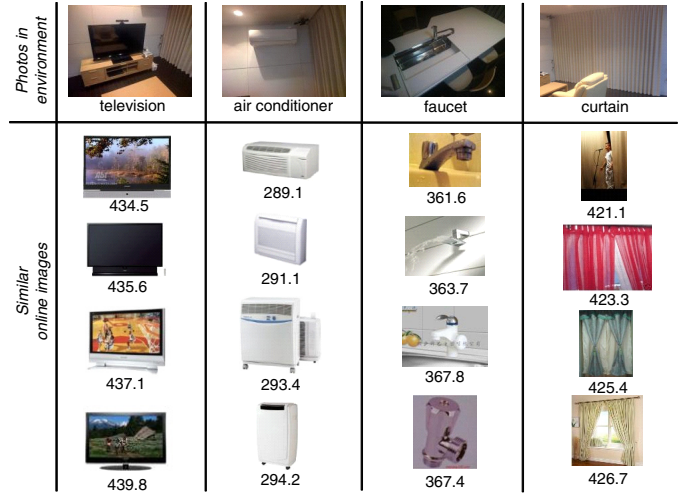 Photos in
environment
television
air conditioner
faucet
curtain
Similar
online images
434.5
289.1
361.6
421.1
435.6
291.1
363.7
423.3
437.1
293.4
367.8
425.4
439.8
294.2
367.4
426.7